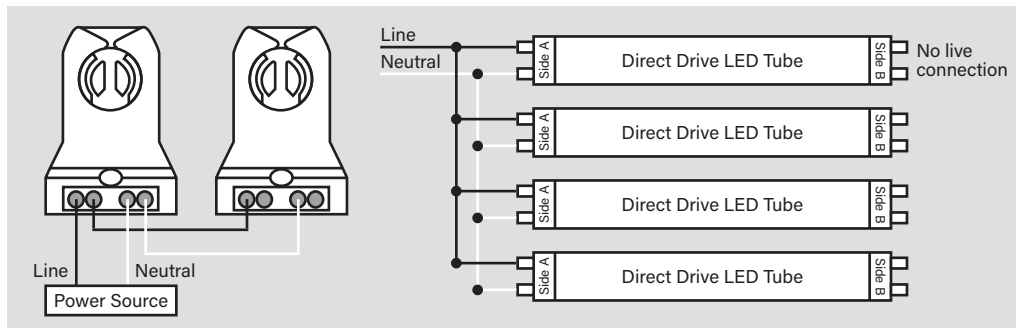 Line
Neutral
Power Source
Line
Neutral
Side A
Direct Drive LED Tube
Side B
No live
connection
Side A
Direct Drive LED Tube
Side B
Side A
Direct Drive LED Tube
Side B
Side A
Direct Drive LED Tube
Side B